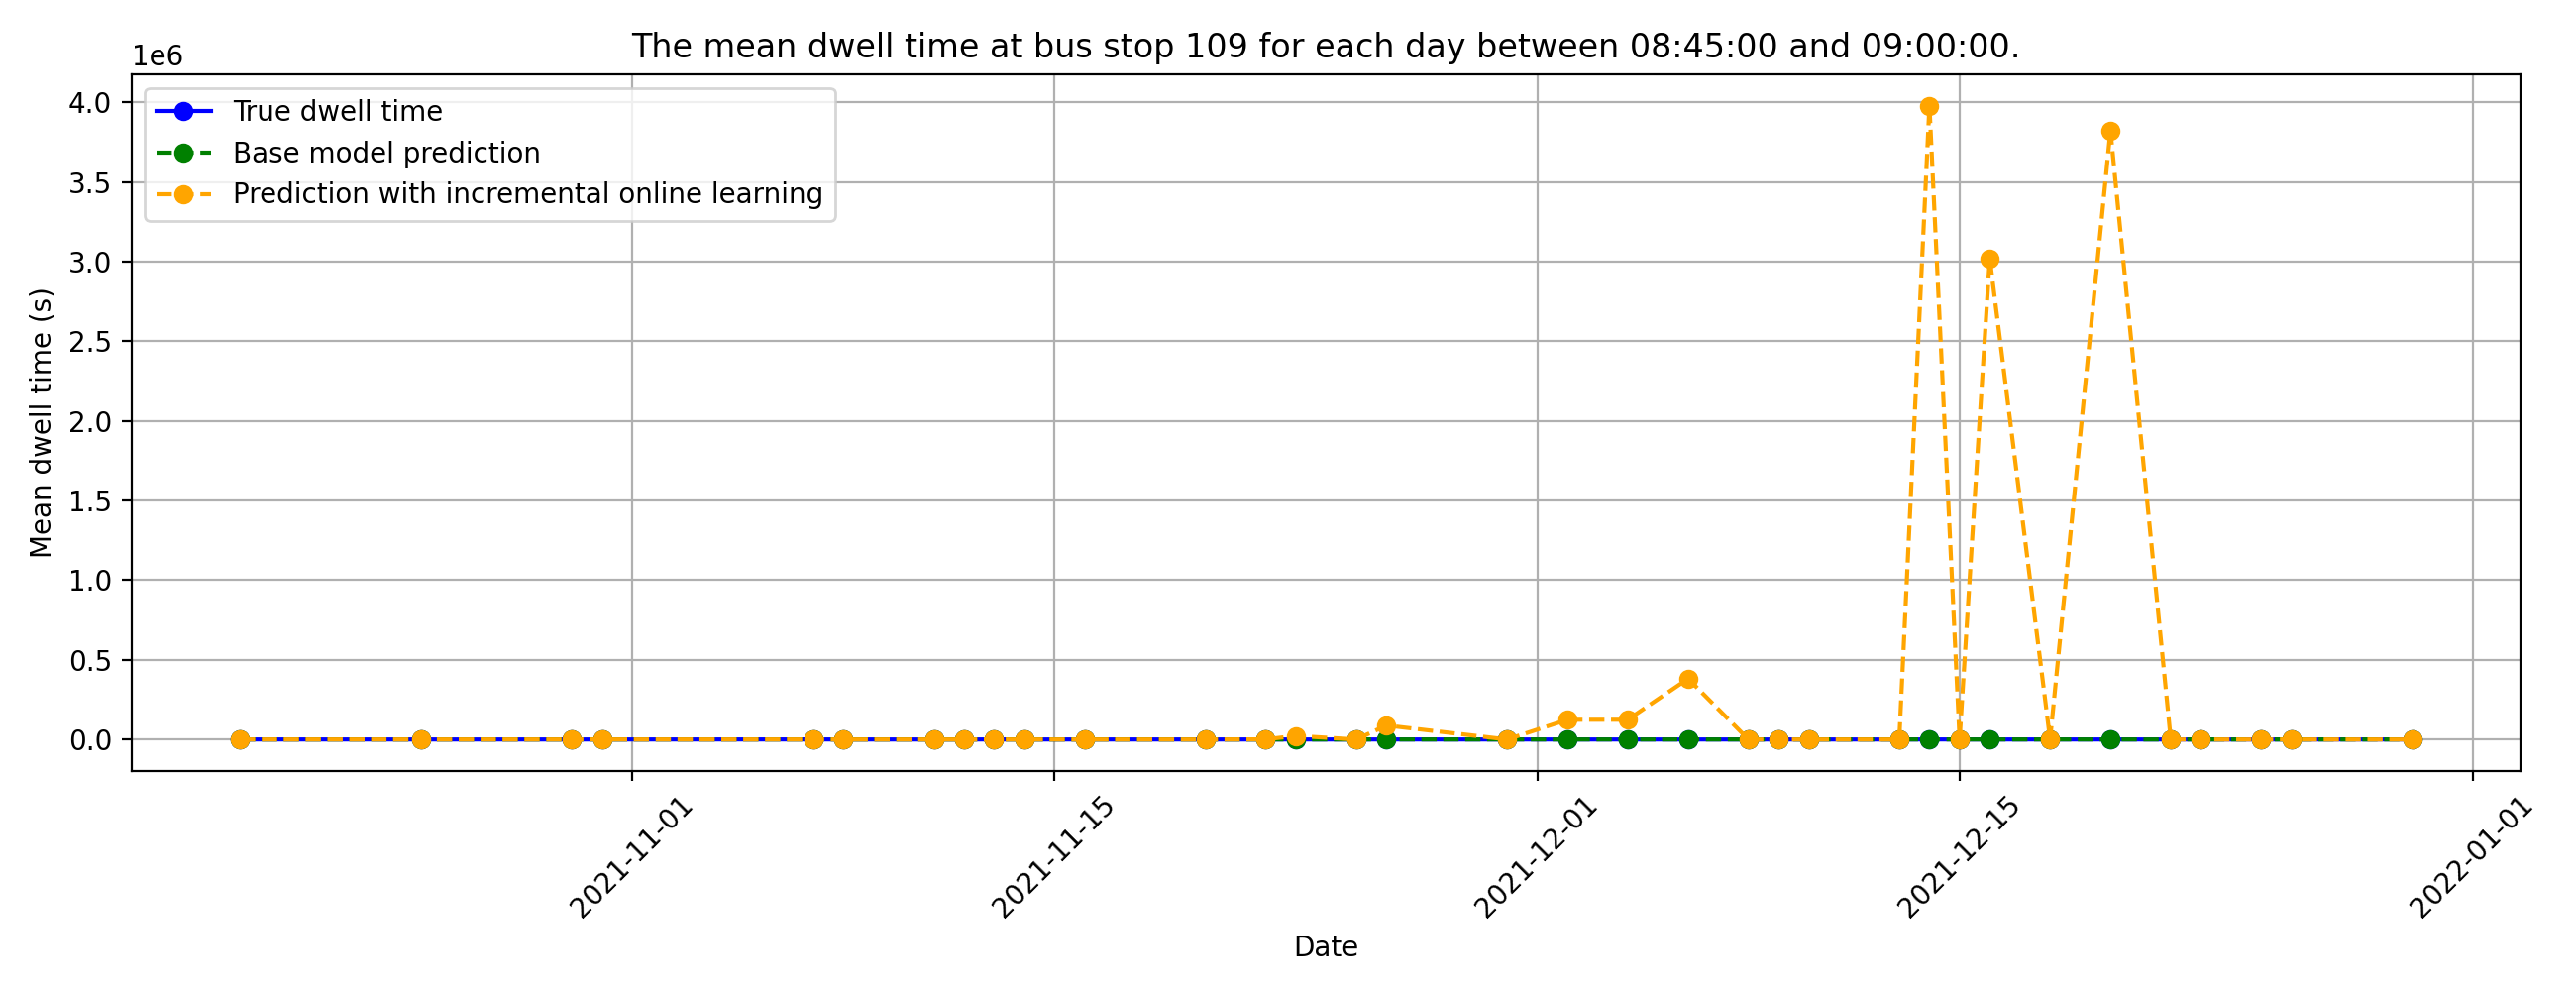 The mean dwell time at bus stop 109 for each day between 08:45:00 and 09:00:00.
1e6
True dwell time
Base model prediction
Prediction with incremental online learning
Mean dwell time (s)
4.0
3.5
3.0
2.5
2.0
1.5
1.0
0.5
0.0
2021-11-01
2021-11-15
2021-12-01
2021-12-15
2022-01-01
Date